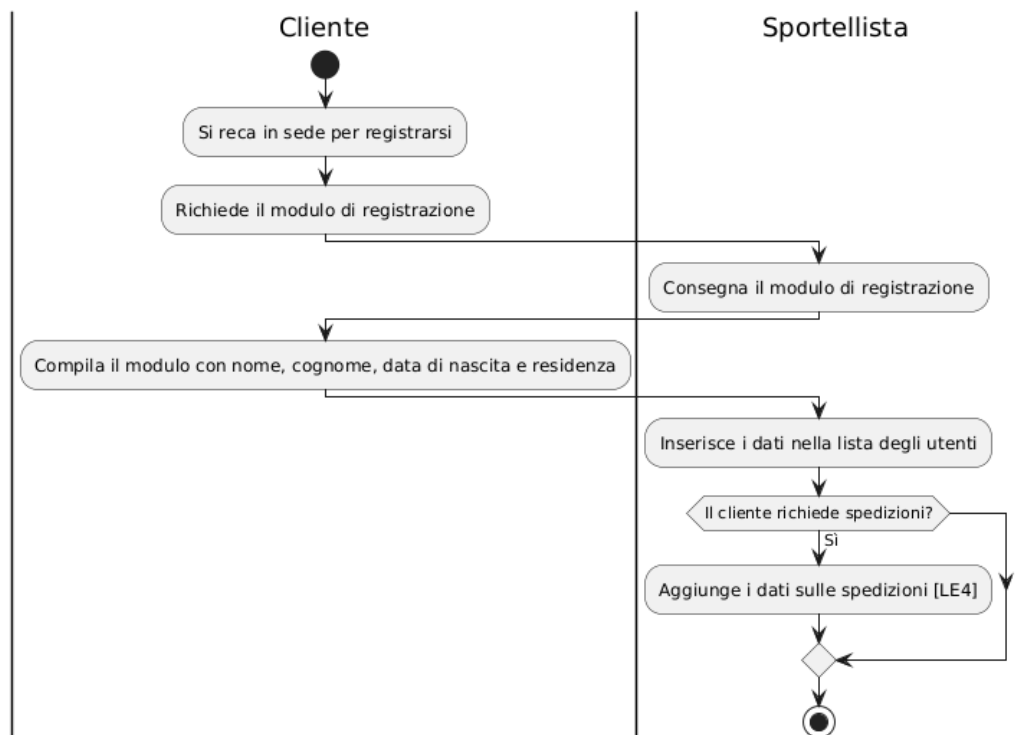 Cliente
Sportellista
Si reca in sede per registrarsi
Richiede il modulo di registrazione
Consegna il modulo di registrazione
Compila il modulo con nome, cognome, data di nascita e residenza
Inserisce i dati nella lista degli utenti
Il cliente richiede spedizioni?
Sì
Aggiunge i dati sulle spedizioni [LE4]